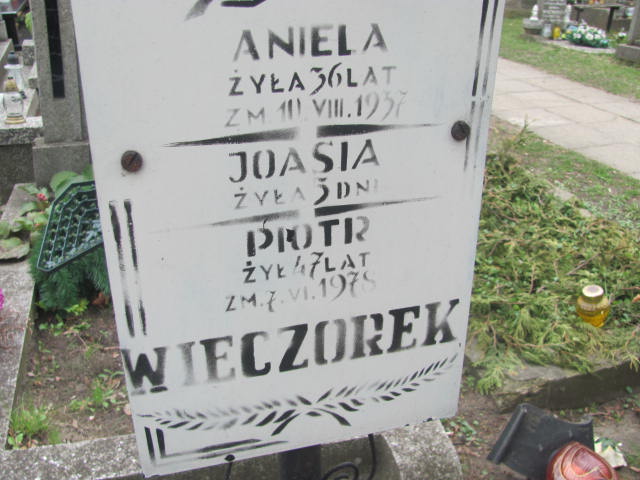 ANIELA
ŻYŁA 36 LAT
ZM. 10. VIII. 1937
JOASIA
ŻYŁA 5 DNI
PIOTR
ŻYŁ 47 LAT
ZM. 7. VI. 1978
WIECZOREK